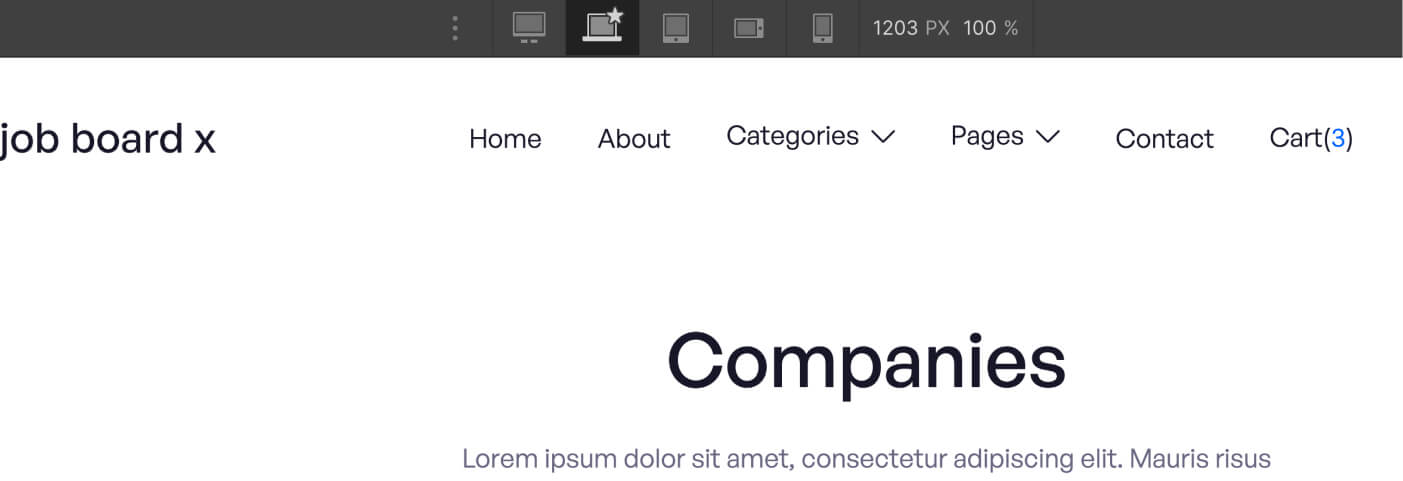 1203 PX 100 %
job board x Home About Categories Pages Contact Cart(3)
Companies
Lorem ipsum dolor sit amet, consectetur adipiscing elit. Mauris risus